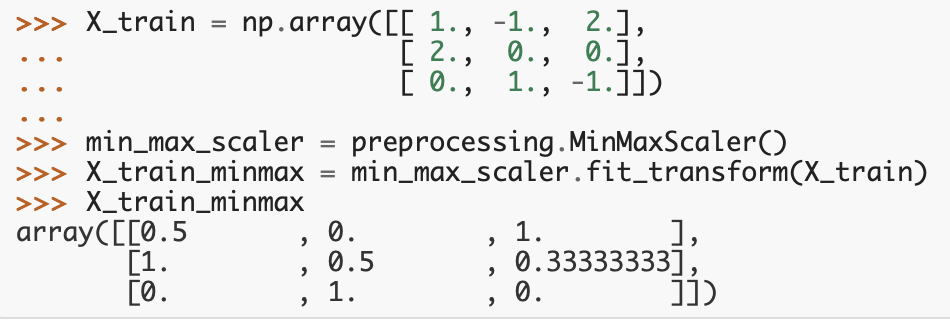 >>> X_train = np.array([[ 1., -1.,  2.],
...                     [ 2.,  0.,  0.],
...                     [ 0.,  1., -1.]])
...
>>> min_max_scaler = preprocessing.MinMaxScaler()
>>> X_train_minmax = min_max_scaler.fit_transform(X_train)
>>> X_train_minmax
array([[0.5       , 0.        , 1.        ],
       [1.        , 0.5       , 0.33333333],
       [0.        , 1.        , 0.        ]])